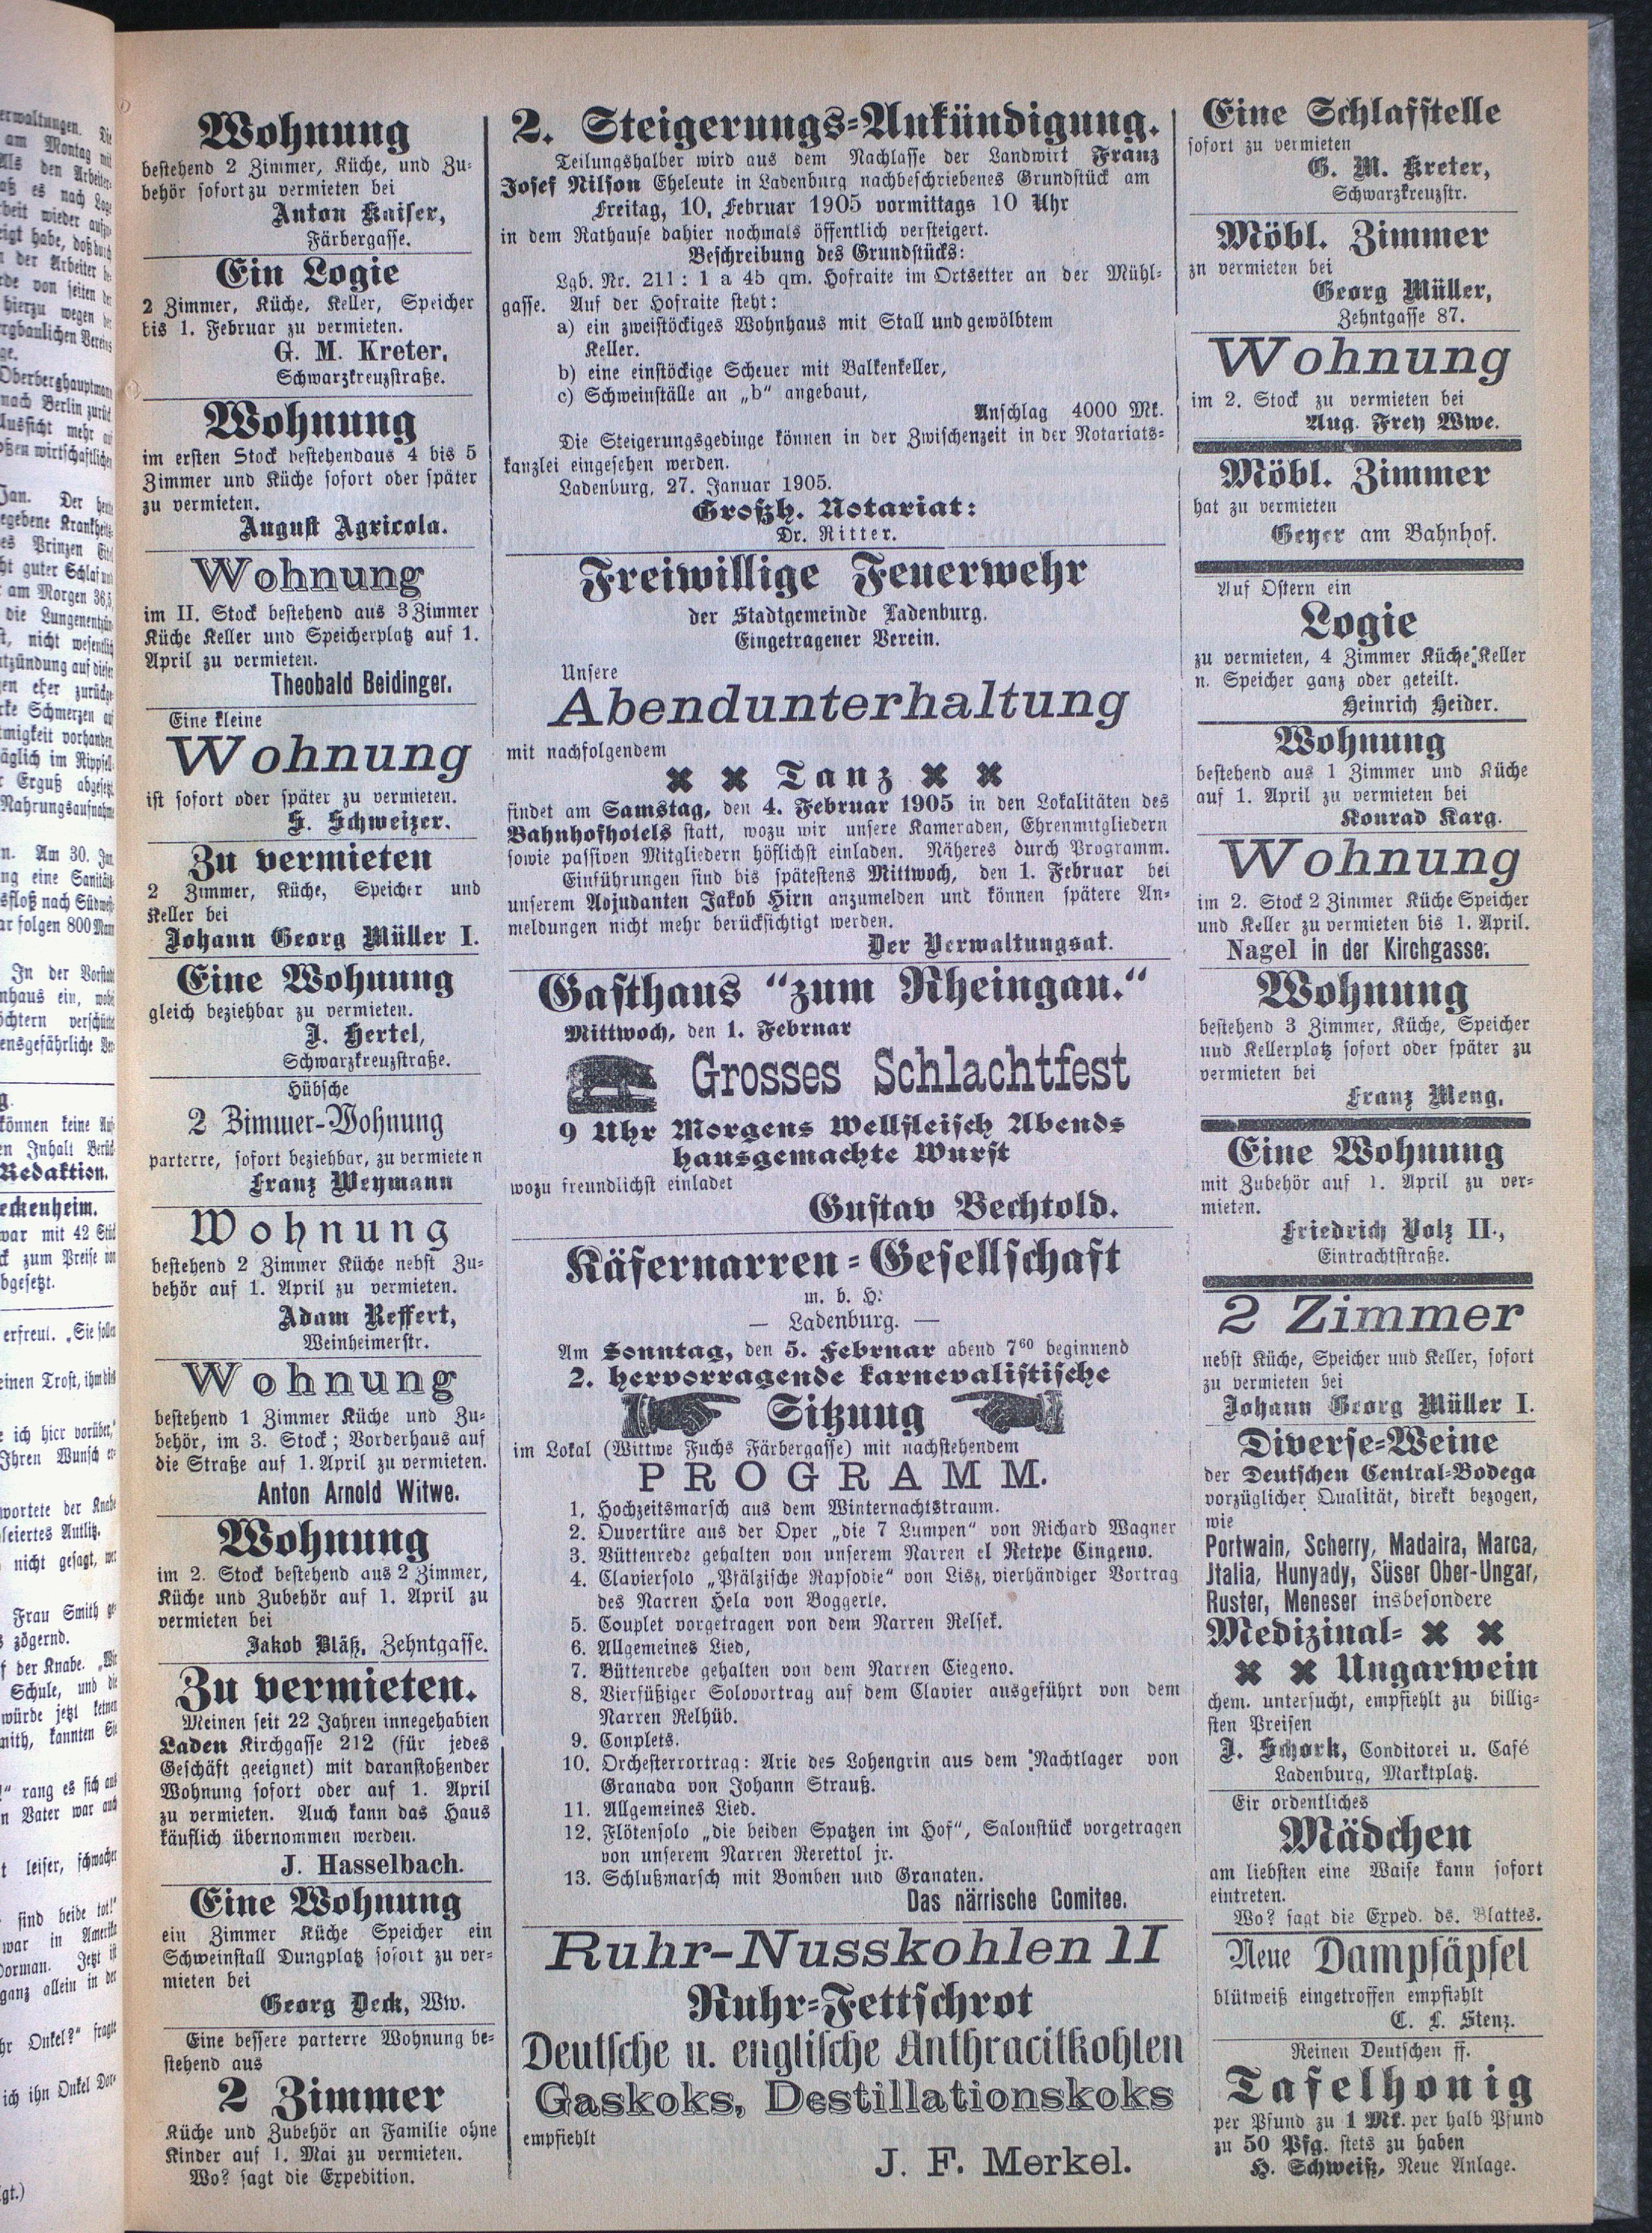 Wohnung
bestehend 2 Zimmer, Küche, und Zu-
behör sofort zu vermieten bei
Anton Kaiser,
Färbergasse.
Ein Logie
2 Zimmer, Küche, Keller, Speicher
bis 1. Februar zu vermieten.
G. M. Kreter,
Schwarzkreuzstraße.
Wohnung
im ersten Stock bestehendaus 4 bis 5
Zimmer und Küche sofort oder später
zu vermieten.
August Agricola.
Wohnung
im II. Stock bestehend aus 3 Zimmer
Küche Keller und Speicherplatz auf 1.
April zu vermieten.
Theobald Beidinger.
Eine kleine
Wohnung
ist sofort oder später zu vermieten.
S. Schweizer.
Zu vermieten
2 Zimmer, Küche, Speicher und
Keller bei
Johann Georg Müller I.
Eine Wohnung
gleich beziehbar zu vermieten.
J. Hertel,
Schwarzkreuzstraße.
Hübsche
2 Zimmer-Wohnung
parterre, sofort beziehbar, zu vermieten
Franz Weymann
Wohnung
bestehend 2 Zimmer Küche nebst Zu-
behör auf 1. April zu vermieten.
Adam Reffert,
Weinheimerstr.
Wohnung
bestehend 1 Zimmer Küche und Zu-
behör, im 3. Stock; Vorderhaus auf
die Straße auf 1. April zu vermieten.
Anton Arnold Witwe.
Wohnung
im 2. Stock bestehend aus 2 Zimmer,
Küche und Zubehör auf 1. April zu
vermieten bei
Jakob Bläß, Zehntgasse.
Zu vermieten.
Meinen seit 22 Jahren innegehabien
Laden Kirchgasse 212 (für jedes
Geschäft geeignet) mit daranstoßender
Wohnung sofort oder auf 1. April
zu vermieten. Auch kann das Haus
käuflich übernommen werden.
J. Hasselbach.
Eine Wohnung
ein Zimmer Küche Speicher ein
Schweinstall Dungplatz sofort zu ver-
mieten bei
Georg Deck, Ww.
Eine bessere parterre Wohnung be-
stehend aus
2 Zimmer
Küche und Zubehör an Familie ohne
Kinder auf 1. Mai zu vermieten.
Wo? sagt die Expedition.
2. Steigerungs-Ankündigung.
Teilungshalber wird aus dem Nachlasse der Landwirt Franz
Josef Nilson Eheleute in Ladenburg nachbeschriebenes Grundstück am
Freitag, 10, Februar 1905 vormittags 10 Uhr
in dem Rathause dahier nochmals öffentlich versteigert.
Beschreibung des Grundstücks:
Lgb. Nr. 211: 1 a 45 qm. Hofraite im Ortsetter an der Mühl-
gasse. Auf der Hofraite steht:
a) ein zweistöckiges Wohnhaus mit Stall und gewölbtem
Keller.
b) eine einstöckige Scheuer mit Balkenkeller,
c) Schweinställe an „b“ angebaut,
Anschlag 4000 Mk.
Die Steigerungsgedinge können in der Zwischenzeit in der Notariats-
kanzlei eingesehen werden.
Ladenburg, 27. Januar 1905.
Großh. Notariat:
Dr. Ritter.
Freiwillige Feuerwehr
der Stadtgemeinde Ladenburg.
Eingetragener Verein.
Unsere
Abendunterhaltung
mit nachfolgendem
Tanz
findet am Samstag, den 4. Februar 1905 in den Lokalitäten des
Bahnhofhotels statt, wozu wir unsere Kameraden, Ehrenmitgliedern
sowie passiven Mitgliedern höflichst einladen. Näheres durch Programm.
Einführungen sind bis spätestens Mittwoch, den 1. Februar bei
unserem Aojudanten Jakob Hirn anzumelden und können spätere An-
meldungen nicht mehr berücksichtigt werden.
Der Verwaltungsat.
Gasthaus “zum Rheingau.“
Mittwoch, den 1. Februar
Grosses Schlachtfest
9 Uhr Morgens Wellfleisch Abends
hausgemachte Wurst
wozu freundlichst einladet
Gustav Bechtold.
Käfernarren-Gesellschaft
m. b. H.
— Ladenburg. —
Am Sonntag, den 5. Februar abend 7⁶⁰ beginnend
2. hervorragende karnevalistische
Sitzung
im Lokal (Wittwe Fuchs Färbergasse) mit nachstehendem
PROGRAMM.
1, Hochzeitsmarsch aus dem Winternachtstraum.
2. Ouvertüre aus der Oper „die 7 Lumpen“ von Richard Wagner
3. Büttenrede gehalten von unserem Narren el Retepe Cingeno.
4. Claviersolo „Pfälzische Rapsodie“ von Lisz, vierhändiger Vortrag
des Narren Hela von Boggerle.
5. Couplet vorgetragen von dem Narren Relsek.
6. Allgemeines Lied,
7. Büttenrede gehalten von dem Narren Ciegeno.
8. Vierfüßiger Solovortrag auf dem Clavier ausgeführt von dem
Narren Relhüb.
9. Conplets.
10. Orchesterrortrag: Arie des Lohengrin aus dem Nachtlager von
Granada von Johann Strauß.
11. Allgemeines Lied.
12. Flötensolo „die beiden Spatzen im Hof“, Salonstück vorgetragen
von unserem Narren Rerettol jr.
13. Schlußmarsch mit Bomben und Granaten.
Das närrische Comitee.
Ruhr-Nusskohlen II
Ruhr-Fettschrot
Deutsche u. englische Anthracitkohlen
Gaskoks, Destillationskoks
empfiehlt
J. F. Merkel.
Eine Schlafstelle
sofort zu vermieten
G. M. Kreter,
Schwarzkreuzstr.
Möbl. Zimmer
zn vermieten bei
Georg Müller,
Zehntgasse 87.
Wohnung
im 2. Stock zu vermieten bei
Aug. Frey Wwe.
Möbl. Zimmer
hat zu vermieten
Geyer am Bahnhof.
Auf Ostern ein
Logie
zu vermieten, 4 Zimmer Küche Keller
n. Speicher ganz oder geteilt.
Heinrich Heider.
Wohnung
bestehend aus 1 Zimmer und Küche
auf 1. April zu vermieten bei
Konrad Karg.
Wohnung
im 2. Stock 2 Zimmer Küche Speicher
und Keller zu vermieten bis 1. April.
Nagel in der Kirchgasse.
Wohnung
bestehend 3 Zimmer, Küche, Speicher
und Kellerplatz sofort oder später zu
vermieten bei
Franz Meng.
Eine Wohnung
mit Zubehör auf 1. April zu ver-
mieten.
Friedrich Volz II.,
Eintrachtstraße.
2 Zimmer
nebst Küche, Speicher und Keller, sofort
zu vermieten bei
Johann Georg Müller I.
Diverse-Weine
der Deutschen Central-Bodega
vorzüglicher Qualität, direkt bezogen,
wie
Portwain, Scherry, Madaira, Marca,
Italia, Hunyady, Süser Ober-Ungar,
Ruster, Meneser insbesondere
Medizinal-
Ungarwein
chem. untersucht, empfiehlt zu billig-
sten Preisen
J. Schork, Conditorei u. Café
Ladenburg, Marktplatz.
Eir ordentliches
Mädchen
am liebsten eine Waise kann sofort
eintreten.
Wo? sagt die Exped. ds. Blattes.
Neue Dampfäpfel
blütweiß eingetroffen empfiehlt
C. L. Stenz.
Reinen Deutschen ff.
Tafelhonig
per Pfund zu 1 Mk. per halb Pfund
zu 50 Pfg. stets zu haben
H. Schweiß, Neue Anlage.